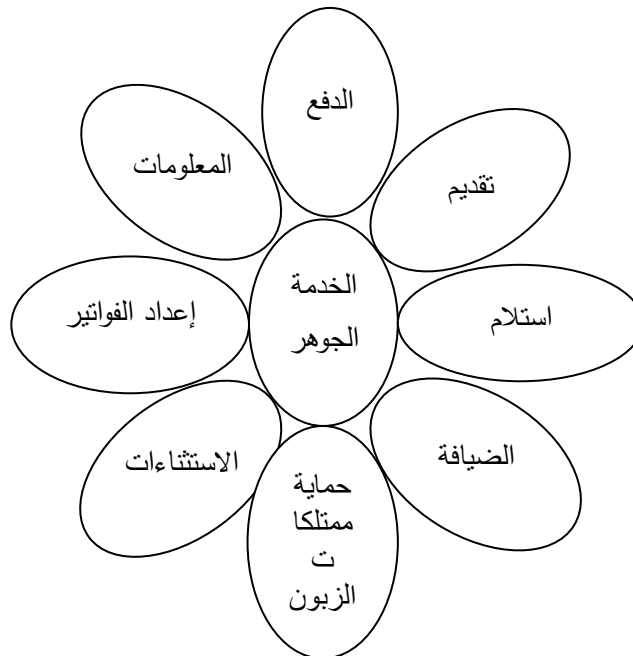 الدفع
تقديم
المعلومات
الخدمة
الجوهر
استلام
إعداد الفواتير
الضيافة
الاستثناءات
حماية
ممتلكا
ت
الزبون